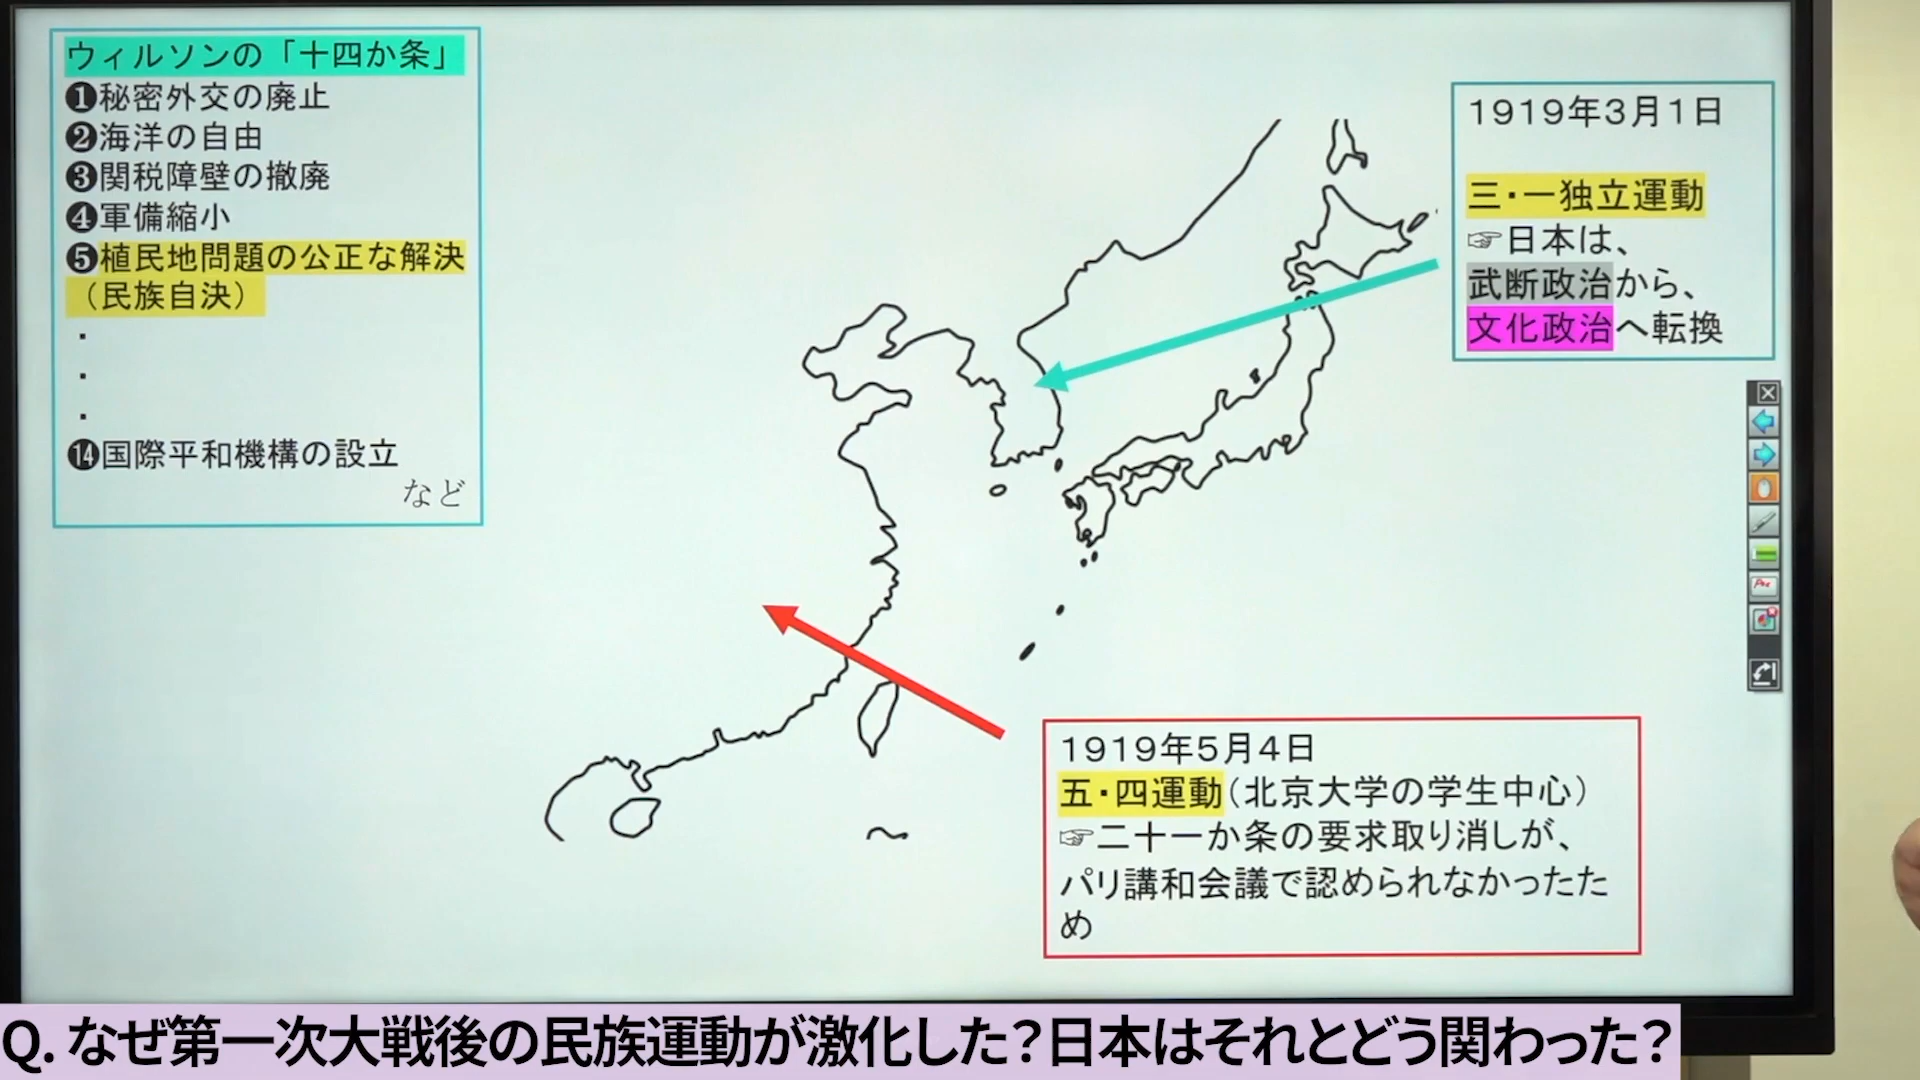 ウィルソンの「十四か条」
❶秘密外交の廃止
❷海洋の自由
❸関税障壁の撤廃
❹軍備縮小
❺植民地問題の公正な解決
（民族自決）
・
・
・
⓮国際平和機構の設立
など
1919年3月1日
三・一独立運動
☞日本は、
武断政治から、
文化政治へ転換
1919年5月4日
五・四運動（北京大学の学生中心）
☞二十一か条の要求取り消しが、
パリ講和会議で認められなかったた
め
Q. なぜ第一次大戦後の民族運動が激化した？日本はそれとどう関わった？